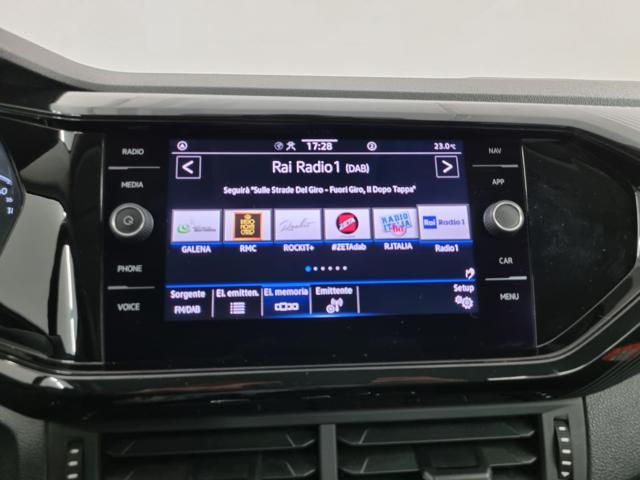 RADIO
MEDIA
PHONE
VOICE
17:28
23.0°C
Rai Radio1 (DAB)
Seguirà "Sulle Strade Del Giro - Fuori Giro, Il Dopo Tappa"
RADIO ITALIA
Rai Radio 1
GALENA RMC ROCKIT+ #ZETAdab R.ITALIA Radio1
Sorgente El. emitten. El. memoria Emittente Setup
FM/DAB
NAV
APP
CAR
MENU